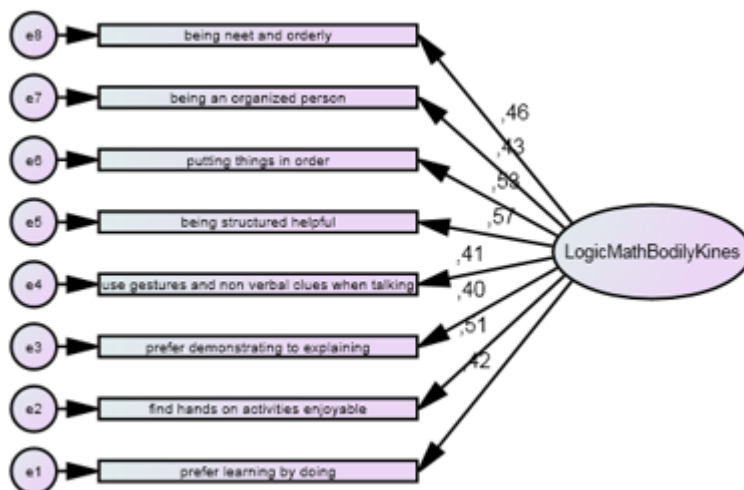 e8
being neet and orderly
,46
e7
being an organized person
,43
e6
putting things in order
,53
e5
being structured helpful
,57
LogicMathBodilyKines
e4
use gestures and non verbal clues when talking
,41
e3
prefer demonstrating to explaining
,40
e2
find hands on activities enjoyable
,51
e1
prefer learning by doing
,42